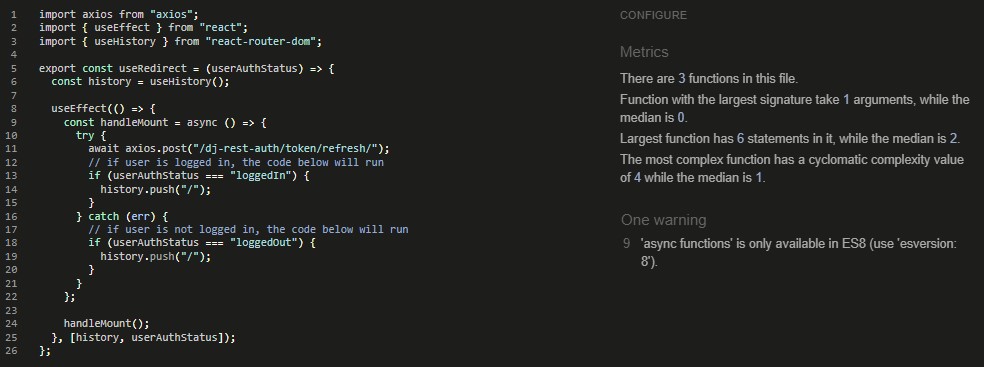 1 import axios from "axios";
2 import { useEffect } from "react";
3 import { useHistory } from "react-router-dom";
4
5 export const useRedirect = (userAuthStatus) => {
6 const history = useHistory();
7
8 useEffect(() => {
9 const handleMount = async () => {
10 try {
11 await axios.post("/dj-rest-auth/token/refresh/");
12 // if user is logged in, the code below will run
13 if (userAuthStatus === "loggedIn") {
14 history.push("/");
15 }
16 } catch (err) {
17 // if user is not logged in, the code below will run
18 if (userAuthStatus === "loggedOut") {
19 history.push("/");
20 }
21 }
22 };
23
24 handleMount();
25 }, [history, userAuthStatus]);
26 };
CONFIGURE
Metrics
There are 3 functions in this file.
Function with the largest signature take 1 arguments, while the
median is 0.
Largest function has 6 statements in it, while the median is 2.
The most complex function has a cyclomatic complexity value
of 4 while the median is 1.
One warning
9 'async functions' is only available in ES8 (use 'esversion:
8').